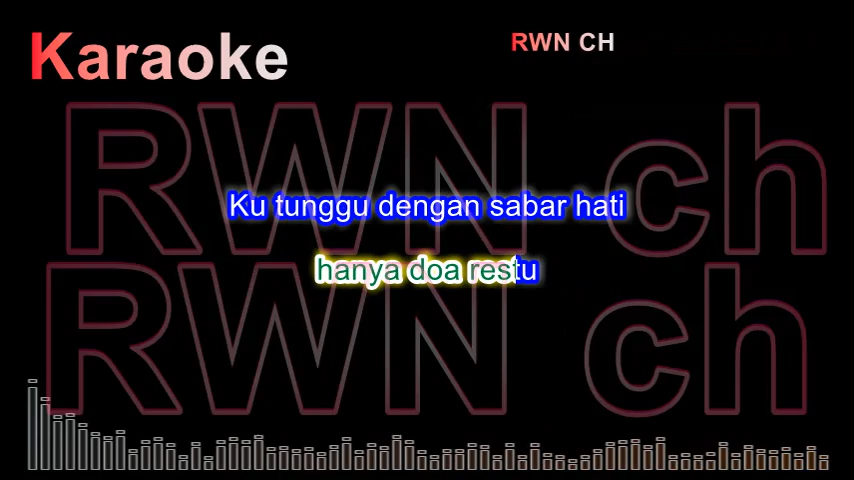 Karaoke
RWN CH
RWN ch
Ku tunggu dengan sabar hati
hanya doa restu
RWN ch